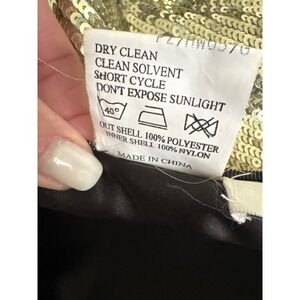 DRY CLEAN
CLEAN SOLVENT
SHORT CYCLE
DON'T EXPOSE SUNLIGHT
40°
OUT SHELL 100% POLYESTER
INNER SHELL 100% NYLON
MADE IN CHINA